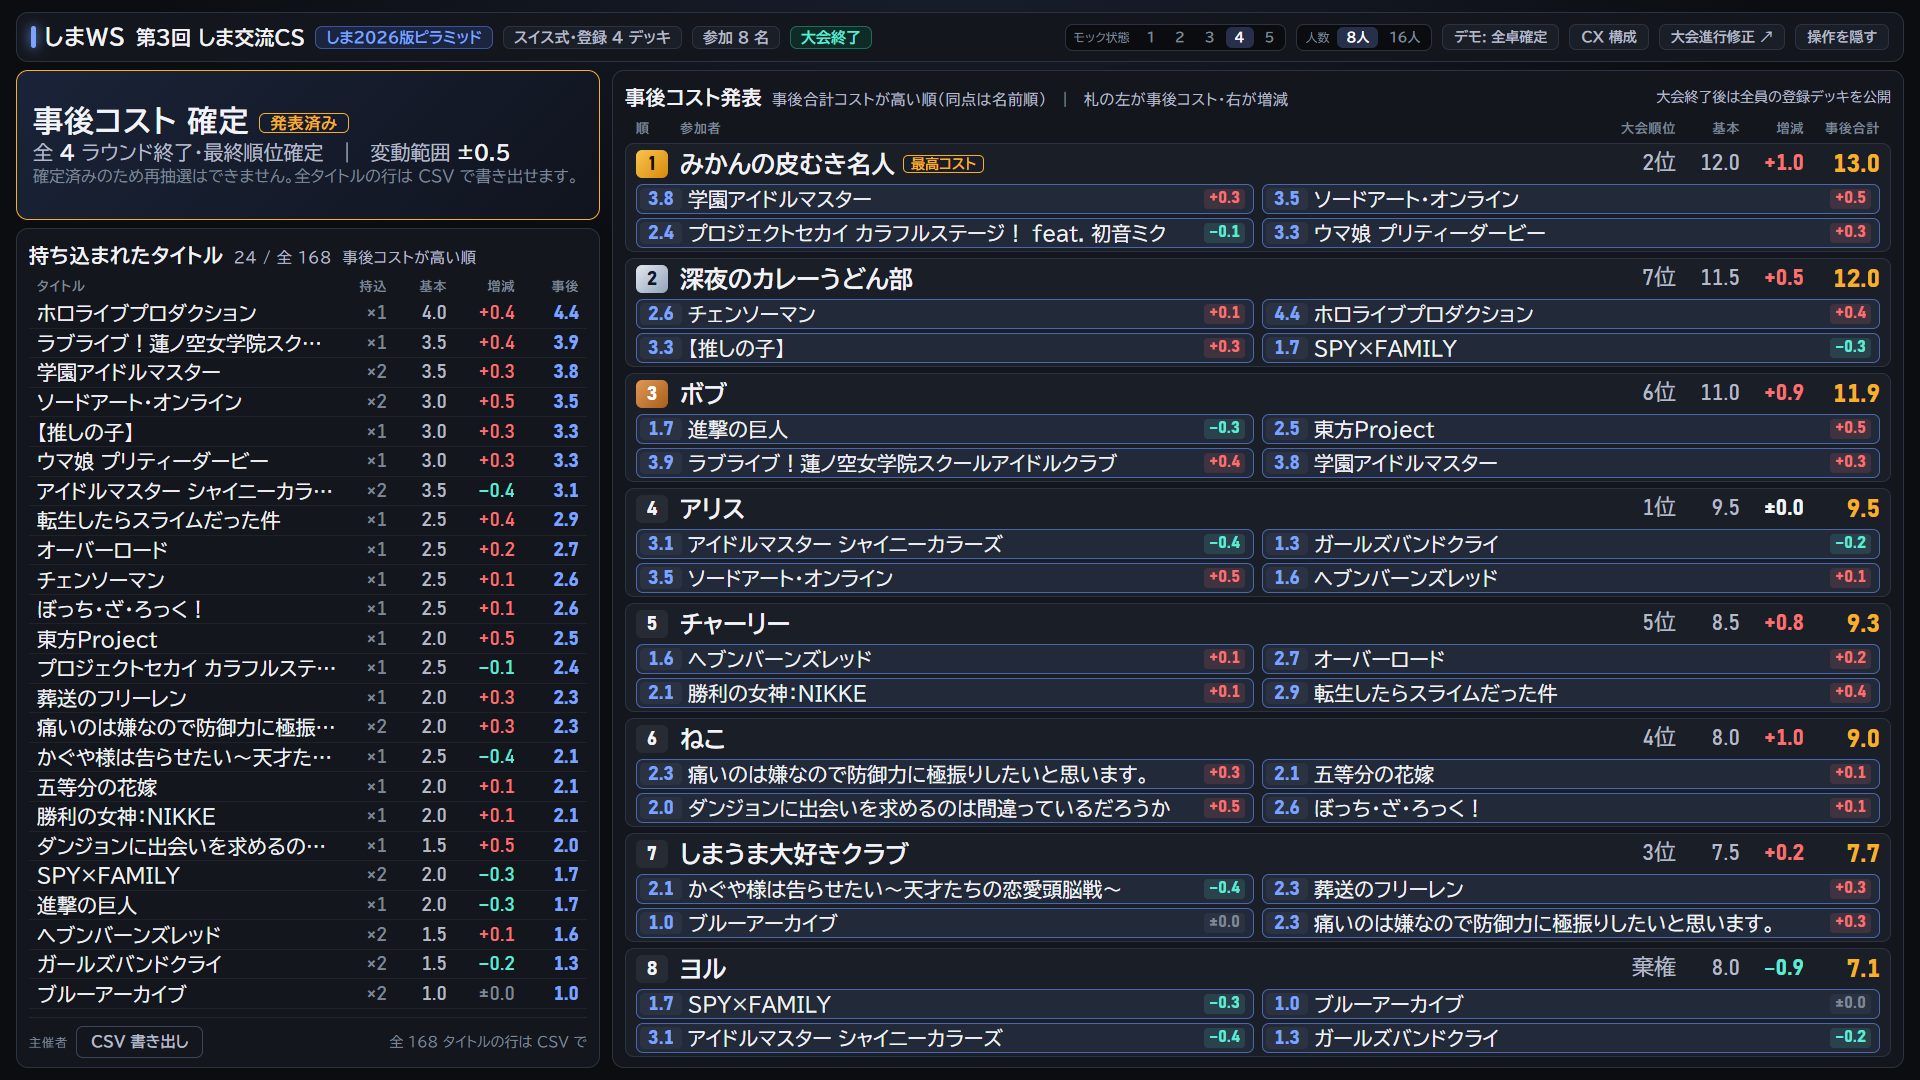 しまWS 第3回 しま交流CS しま2026版ピラミッド スイス式・登録 4 デッキ 参加 8 名 大会終了
モック状態 1 2 3 4 5 人数 8人 16人 デモ: 全卓確定 CX 構成 大会進行修正 ↗ 操作を隠す
事後コスト 確定 発表済み
全 4 ラウンド終了・最終順位確定 | 変動範囲 ±0.5
確定済みのため再抽選はできません。全タイトルの行は CSV で書き出せます。
持ち込まれたタイトル 24 / 全 168 事後コストが高い順
タイトル 持込 基本 増減 事後
ホロライブプロダクション ×1 4.0 +0.4 4.4
ラブライブ！蓮ノ空女学院スク… ×1 3.5 +0.4 3.9
学園アイドルマスター ×2 3.5 +0.3 3.8
ソードアート・オンライン ×2 3.0 +0.5 3.5
【推しの子】 ×1 3.0 +0.3 3.3
ウマ娘 プリティーダービー ×1 3.0 +0.3 3.3
アイドルマスター シャイニーカラ… ×2 3.5 −0.4 3.1
転生したらスライムだった件 ×1 2.5 +0.4 2.9
オーバーロード ×1 2.5 +0.2 2.7
チェンソーマン ×1 2.5 +0.1 2.6
ぼっち・ざ・ろっく！ ×1 2.5 +0.1 2.6
東方Project ×1 2.0 +0.5 2.5
プロジェクトセカイ カラフルステ… ×1 2.5 −0.1 2.4
葬送のフリーレン ×1 2.0 +0.3 2.3
痛いのは嫌なので防御力に極振… ×2 2.0 +0.3 2.3
かぐや様は告らせたい〜天才た… ×1 2.5 −0.4 2.1
五等分の花嫁 ×1 2.0 +0.1 2.1
勝利の女神：NIKKE ×1 2.0 +0.1 2.1
ダンジョンに出会いを求めるの… ×1 1.5 +0.5 2.0
SPY×FAMILY ×2 2.0 −0.3 1.7
進撃の巨人 ×1 2.0 −0.3 1.7
ヘブンバーンズレッド ×2 1.5 +0.1 1.6
ガールズバンドクライ ×2 1.5 −0.2 1.3
ブルーアーカイブ ×2 1.0 ±0.0 1.0
主催者 CSV 書き出し 全 168 タイトルの行は CSV で
事後コスト発表 事後合計コストが高い順（同点は名前順） | 札の左が事後コスト・右が増減 大会終了後は全員の登録デッキを公開
順 参加者 大会順位 基本 増減 事後合計
1 みかんの皮むき名人 最高コスト 2位 12.0 +1.0 13.0
3.8 学園アイドルマスター +0.3 3.5 ソードアート・オンライン +0.5
2.4 プロジェクトセカイ カラフルステージ！ feat. 初音ミク −0.1 3.3 ウマ娘 プリティーダービー +0.3
2 深夜のカレーうどん部 7位 11.5 +0.5 12.0
2.6 チェンソーマン +0.1 4.4 ホロライブプロダクション +0.4
3.3 【推しの子】 +0.3 1.7 SPY×FAMILY −0.3
3 ボブ 6位 11.0 +0.9 11.9
1.7 進撃の巨人 −0.3 2.5 東方Project +0.5
3.9 ラブライブ！蓮ノ空女学院スクールアイドルクラブ +0.4 3.8 学園アイドルマスター +0.3
4 アリス 1位 9.5 ±0.0 9.5
3.1 アイドルマスター シャイニーカラーズ −0.4 1.3 ガールズバンドクライ −0.2
3.5 ソードアート・オンライン +0.5 1.6 ヘブンバーンズレッド +0.1
5 チャーリー 5位 8.5 +0.8 9.3
1.6 ヘブンバーンズレッド +0.1 2.7 オーバーロード +0.2
2.1 勝利の女神：NIKKE +0.1 2.9 転生したらスライムだった件 +0.4
6 ねこ 4位 8.0 +1.0 9.0
2.3 痛いのは嫌なので防御力に極振りしたいと思います。 +0.3 2.1 五等分の花嫁 +0.1
2.0 ダンジョンに出会いを求めるのは間違っているだろうか +0.5 2.6 ぼっち・ざ・ろっく！ +0.1
7 しまうま大好きクラブ 3位 7.5 +0.2 7.7
2.1 かぐや様は告らせたい〜天才たちの恋愛頭脳戦〜 −0.4 2.3 葬送のフリーレン +0.3
1.0 ブルーアーカイブ ±0.0 2.3 痛いのは嫌なので防御力に極振りしたいと思います。 +0.3
8 ヨル 棄権 8.0 −0.9 7.1
1.7 SPY×FAMILY −0.3 1.0 ブルーアーカイブ ±0.0
3.1 アイドルマスター シャイニーカラーズ −0.4 1.3 ガールズバンドクライ −0.2